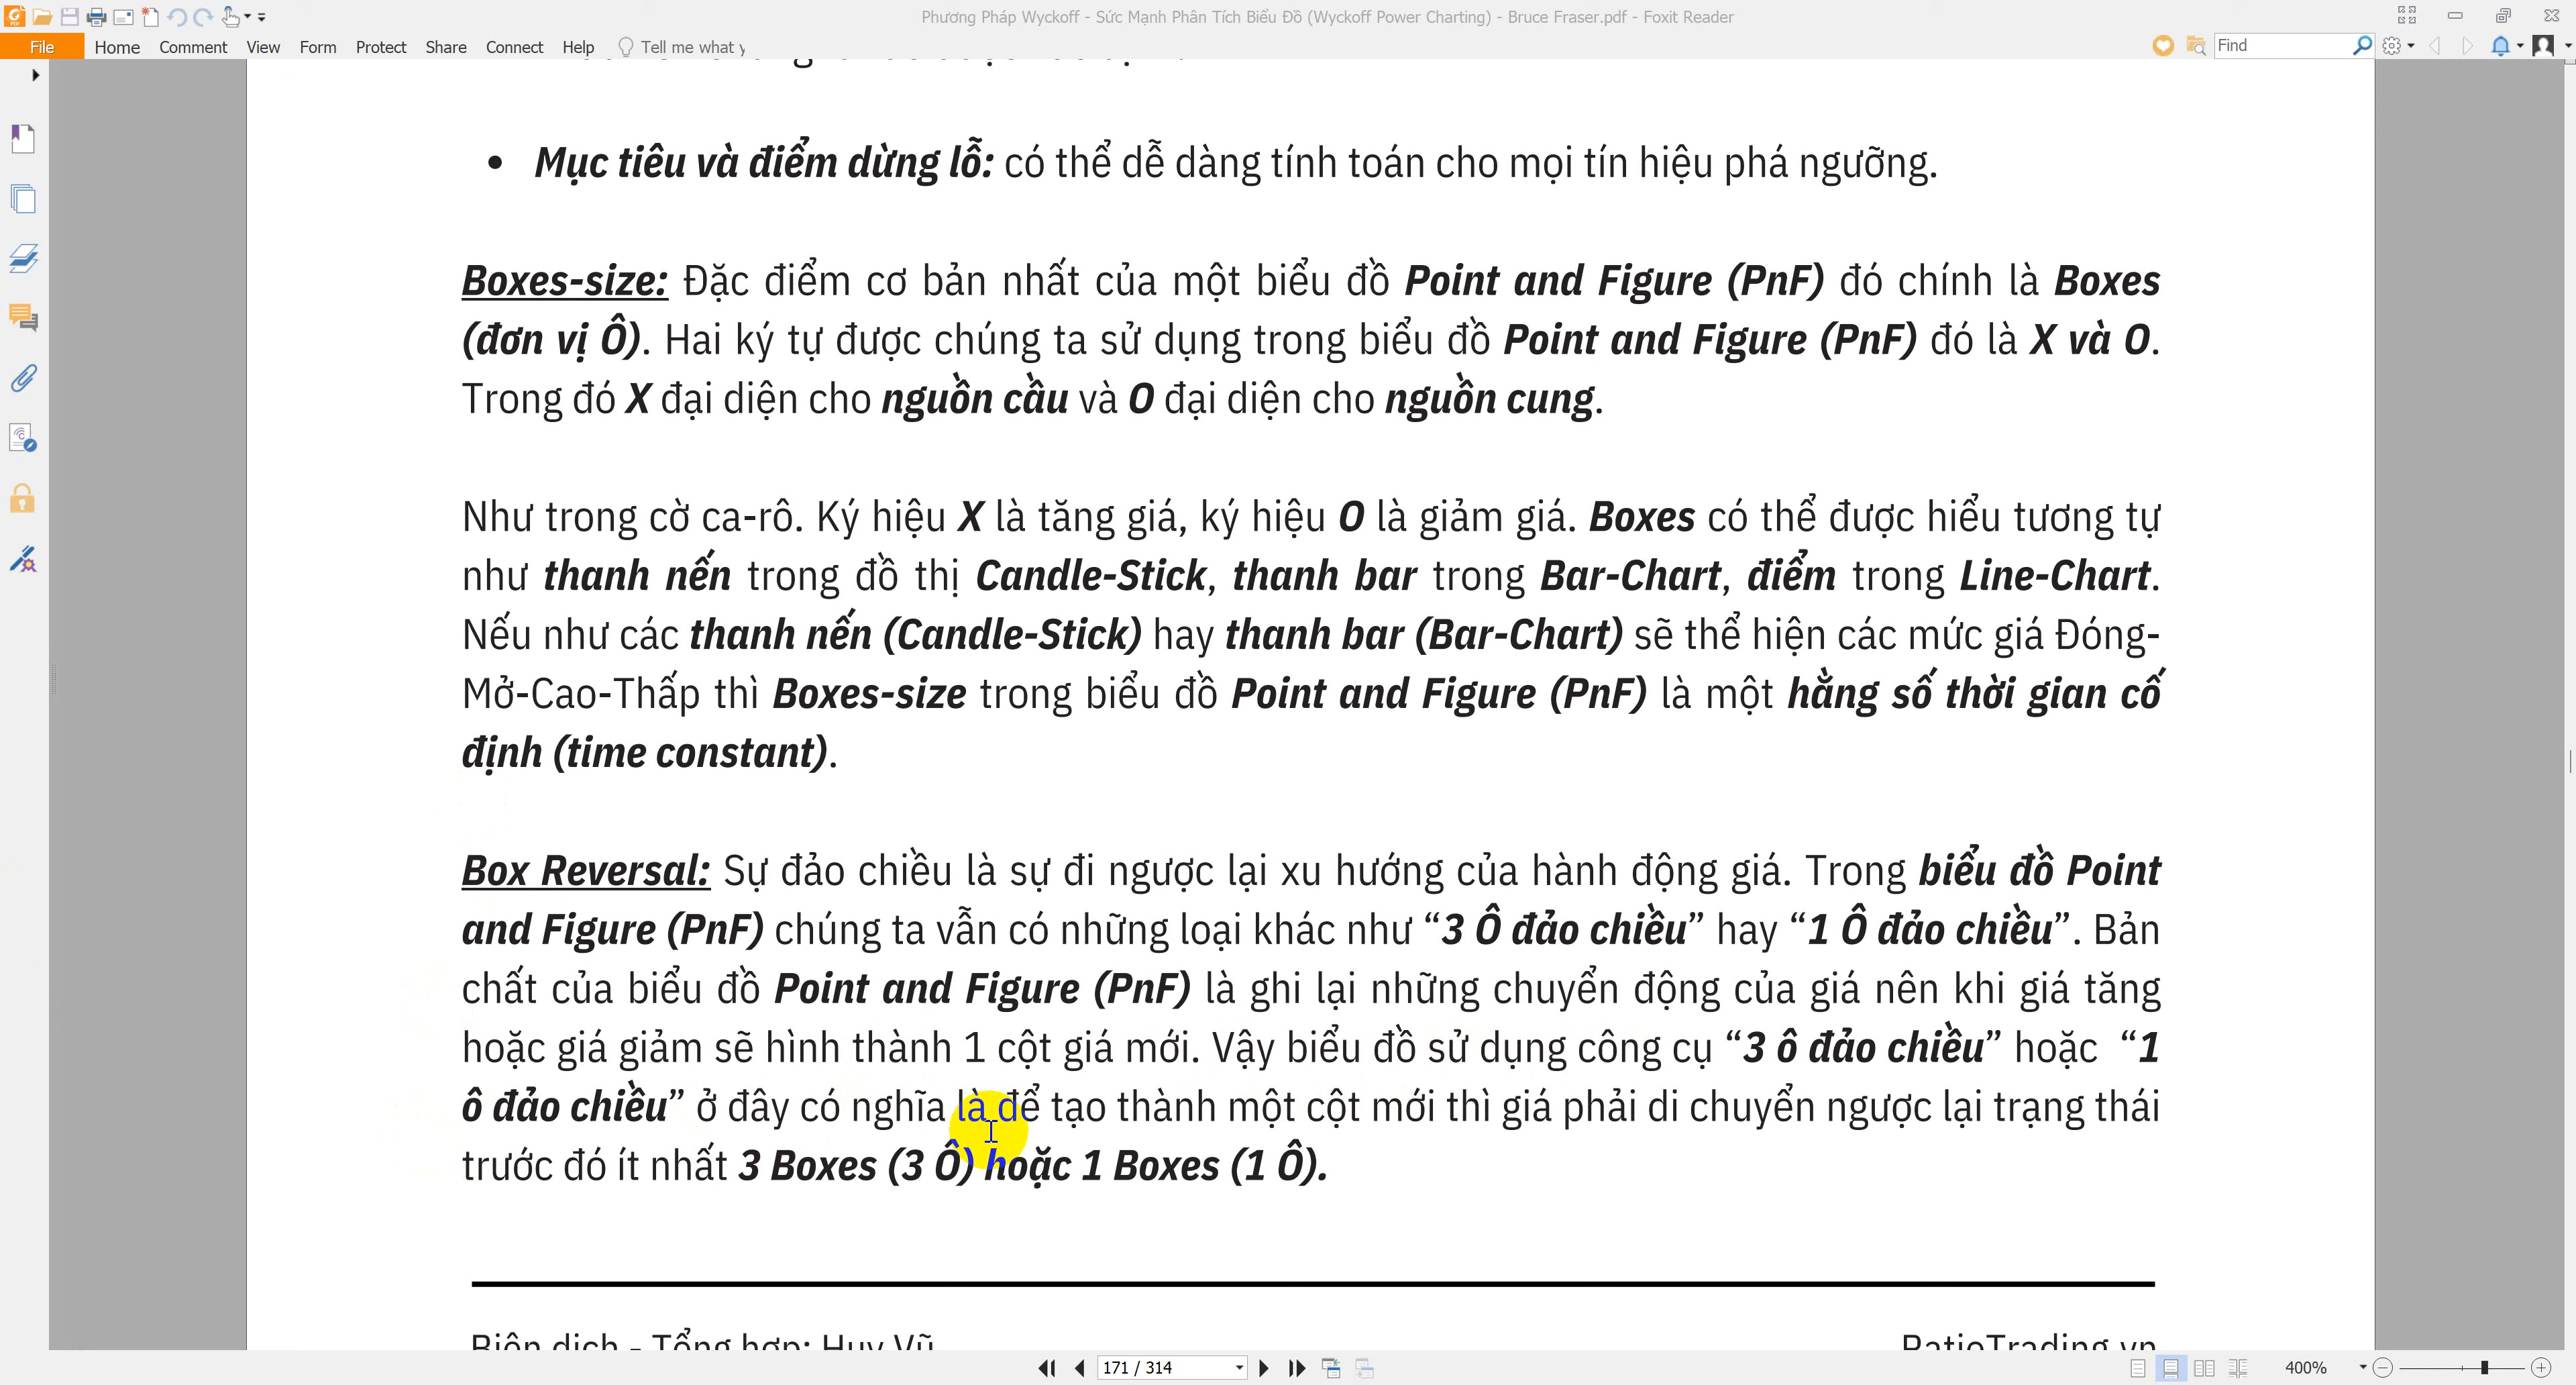 Phương Pháp Wyckoff - Sức Mạnh Phân Tích Biểu Đồ (Wyckoff Power Charting) - Bruce Fraser.pdf - Foxit Reader
File Home Comment View Form Protect Share Connect Help Tell me what Find
• Mục tiêu và điểm dừng lỗ: có thể dễ dàng tính toán cho mọi tín hiệu phá ngưỡng.
Boxes-size: Đặc điểm cơ bản nhất của một biểu đồ Point and Figure (PnF) đó chính là Boxes
(đơn vị Ô). Hai ký tự được chúng ta sử dụng trong biểu đồ Point and Figure (PnF) đó là X và O.
Trong đó X đại diện cho nguồn cầu và O đại diện cho nguồn cung.
Như trong cờ ca-rô. Ký hiệu X là tăng giá, ký hiệu O là giảm giá. Boxes có thể được hiểu tương tự
như thanh nến trong đồ thị Candle-Stick, thanh bar trong Bar-Chart, điểm trong Line-Chart.
Nếu như các thanh nến (Candle-Stick) hay thanh bar (Bar-Chart) sẽ thể hiện các mức giá Đóng-
Mở-Cao-Thấp thì Boxes-size trong biểu đồ Point and Figure (PnF) là một hằng số thời gian cố
định (time constant).
Box Reversal: Sự đảo chiều là sự đi ngược lại xu hướng của hành động giá. Trong biểu đồ Point
and Figure (PnF) chúng ta vẫn có những loại khác như “3 Ô đảo chiều” hay “1 Ô đảo chiều”. Bản
chất của biểu đồ Point and Figure (PnF) là ghi lại những chuyển động của giá nên khi giá tăng
hoặc giá giảm sẽ hình thành 1 cột giá mới. Vậy biểu đồ sử dụng công cụ “3 ô đảo chiều” hoặc “1
ô đảo chiều” ở đây có nghĩa là để tạo thành một cột mới thì giá phải di chuyển ngược lại trạng thái
trước đó ít nhất 3 Boxes (3 Ô) hoặc 1 Boxes (1 Ô).
Biên dịch - Tổng hợp: Huy Vũ RatioTrading.vn
171 / 314 400%